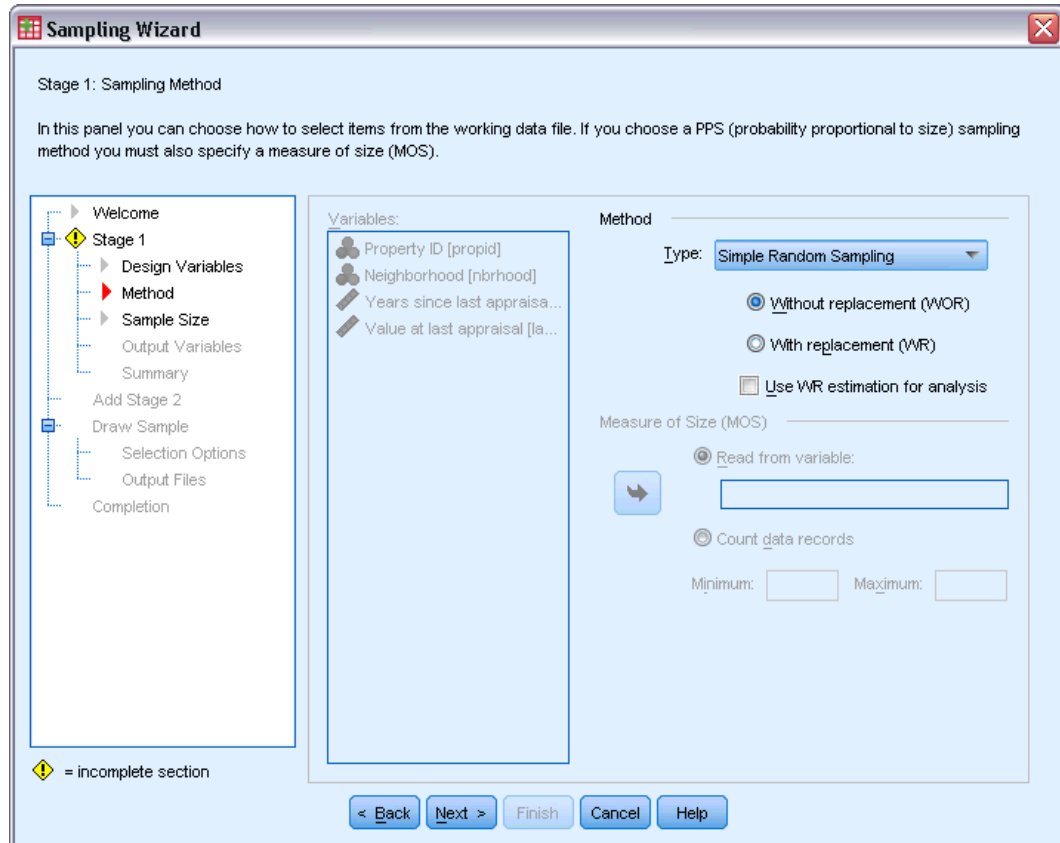 Sampling Wizard
Stage 1: Sampling Method
In this panel you can choose how to select items from the working data file. If you choose a PPS (probability proportional to size) sampling
method you must also specify a measure of size (MOS).
Welcome
Stage 1
Design Variables
Method
Sample Size
Output Variables
Summary
Add Stage 2
Draw Sample
Selection Options
Output Files
Completion
= incomplete section
Variables:
Property ID [propid]
Neighborhood [nbrhood]
Years since last appraisa...
Value at last appraisal [la...
Method
Type: Simple Random Sampling
Without replacement (WOR)
With replacement (WR)
Use WR estimation for analysis
Measure of Size (MOS)
Read from variable:
Count data records
Minimum: Maximum:
< Back Next > Finish Cancel Help